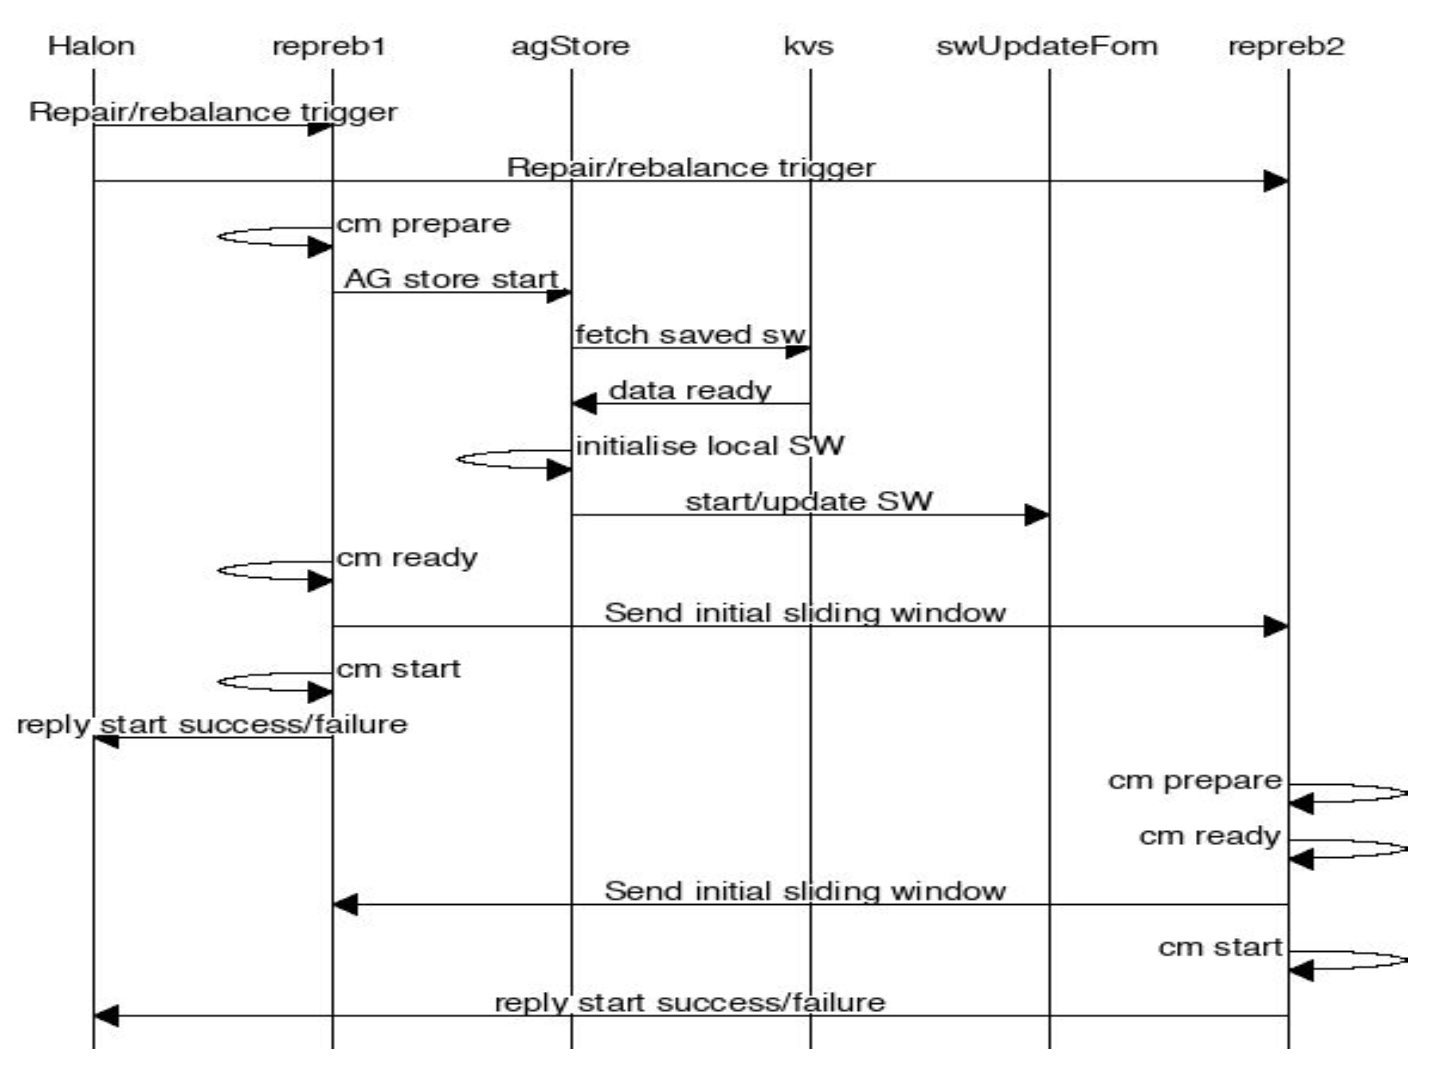 Halon repreb1 agStore kvs swUpdateFom repreb2
Repair/rebalance trigger
Repair/rebalance trigger
cm prepare
AG store start
fetch saved sw
data ready
initialise local SW
start/update SW
cm ready
Send initial sliding window
cm start
reply start success/failure
cm prepare
cm ready
Send initial sliding window
cm start
reply start success/failure